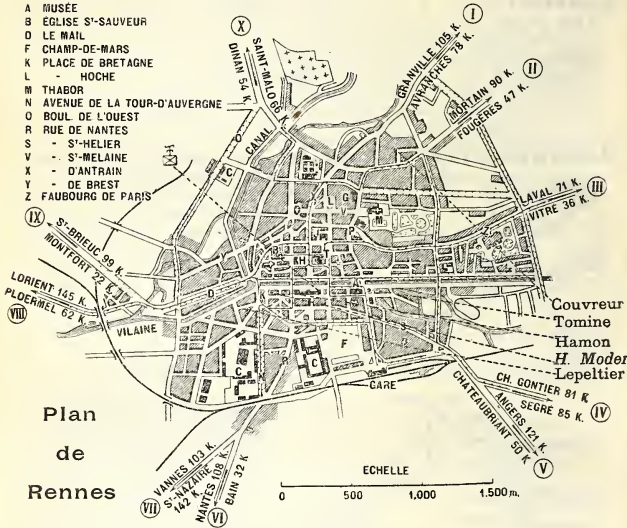 A MUSÉE
B ÉGLISE St-SAUVEUR
D LE MAIL
F CHAMP-DE-MARS
K PLACE DE BRETAGNE
L - HOCHE
M THABOR
N AVENUE DE LA TOUR-D'AUVERGNE
O BOUL. DE L'OUEST
R RUE DE NANTES
S - St-HELIER
V - St-MELAINE
X - D'ANTRAIN
Y - DE BREST
Z FAUBOURG DE PARIS
X
DINAN 54 K.
SAINT-MALO 66 K.
I
GRANVILLE 105 K.
AVRANCHES 78 K.
II
MORTAIN 90 K.
FOUGÈRES 47 K.
CANAL
LAVAL 71 K.
VITRÉ 36 K.
III
IX
St-BRIEUC 99 K.
MONTFORT 22 K.
LORIENT 145 K.
PLOERMEL 62 K.
VIII
VILAINE
C
G
M
H
D
F
C
C
GARE
Couvreur
Tomine
Hamon
H. Moder
Lepeltier
CH. GONTIER 81 K
SEGRÉ 85 K.
IV
ANGERS 121 K.
CHATEAUBRIANT 50 K
V
VANNES 103 K.
St-NAZAIRE 142 K.
VII
NANTES 108 K.
BAIN 32 K
VI
Plan
de
Rennes
ECHELLE
0 500 1.000 1.500 m.